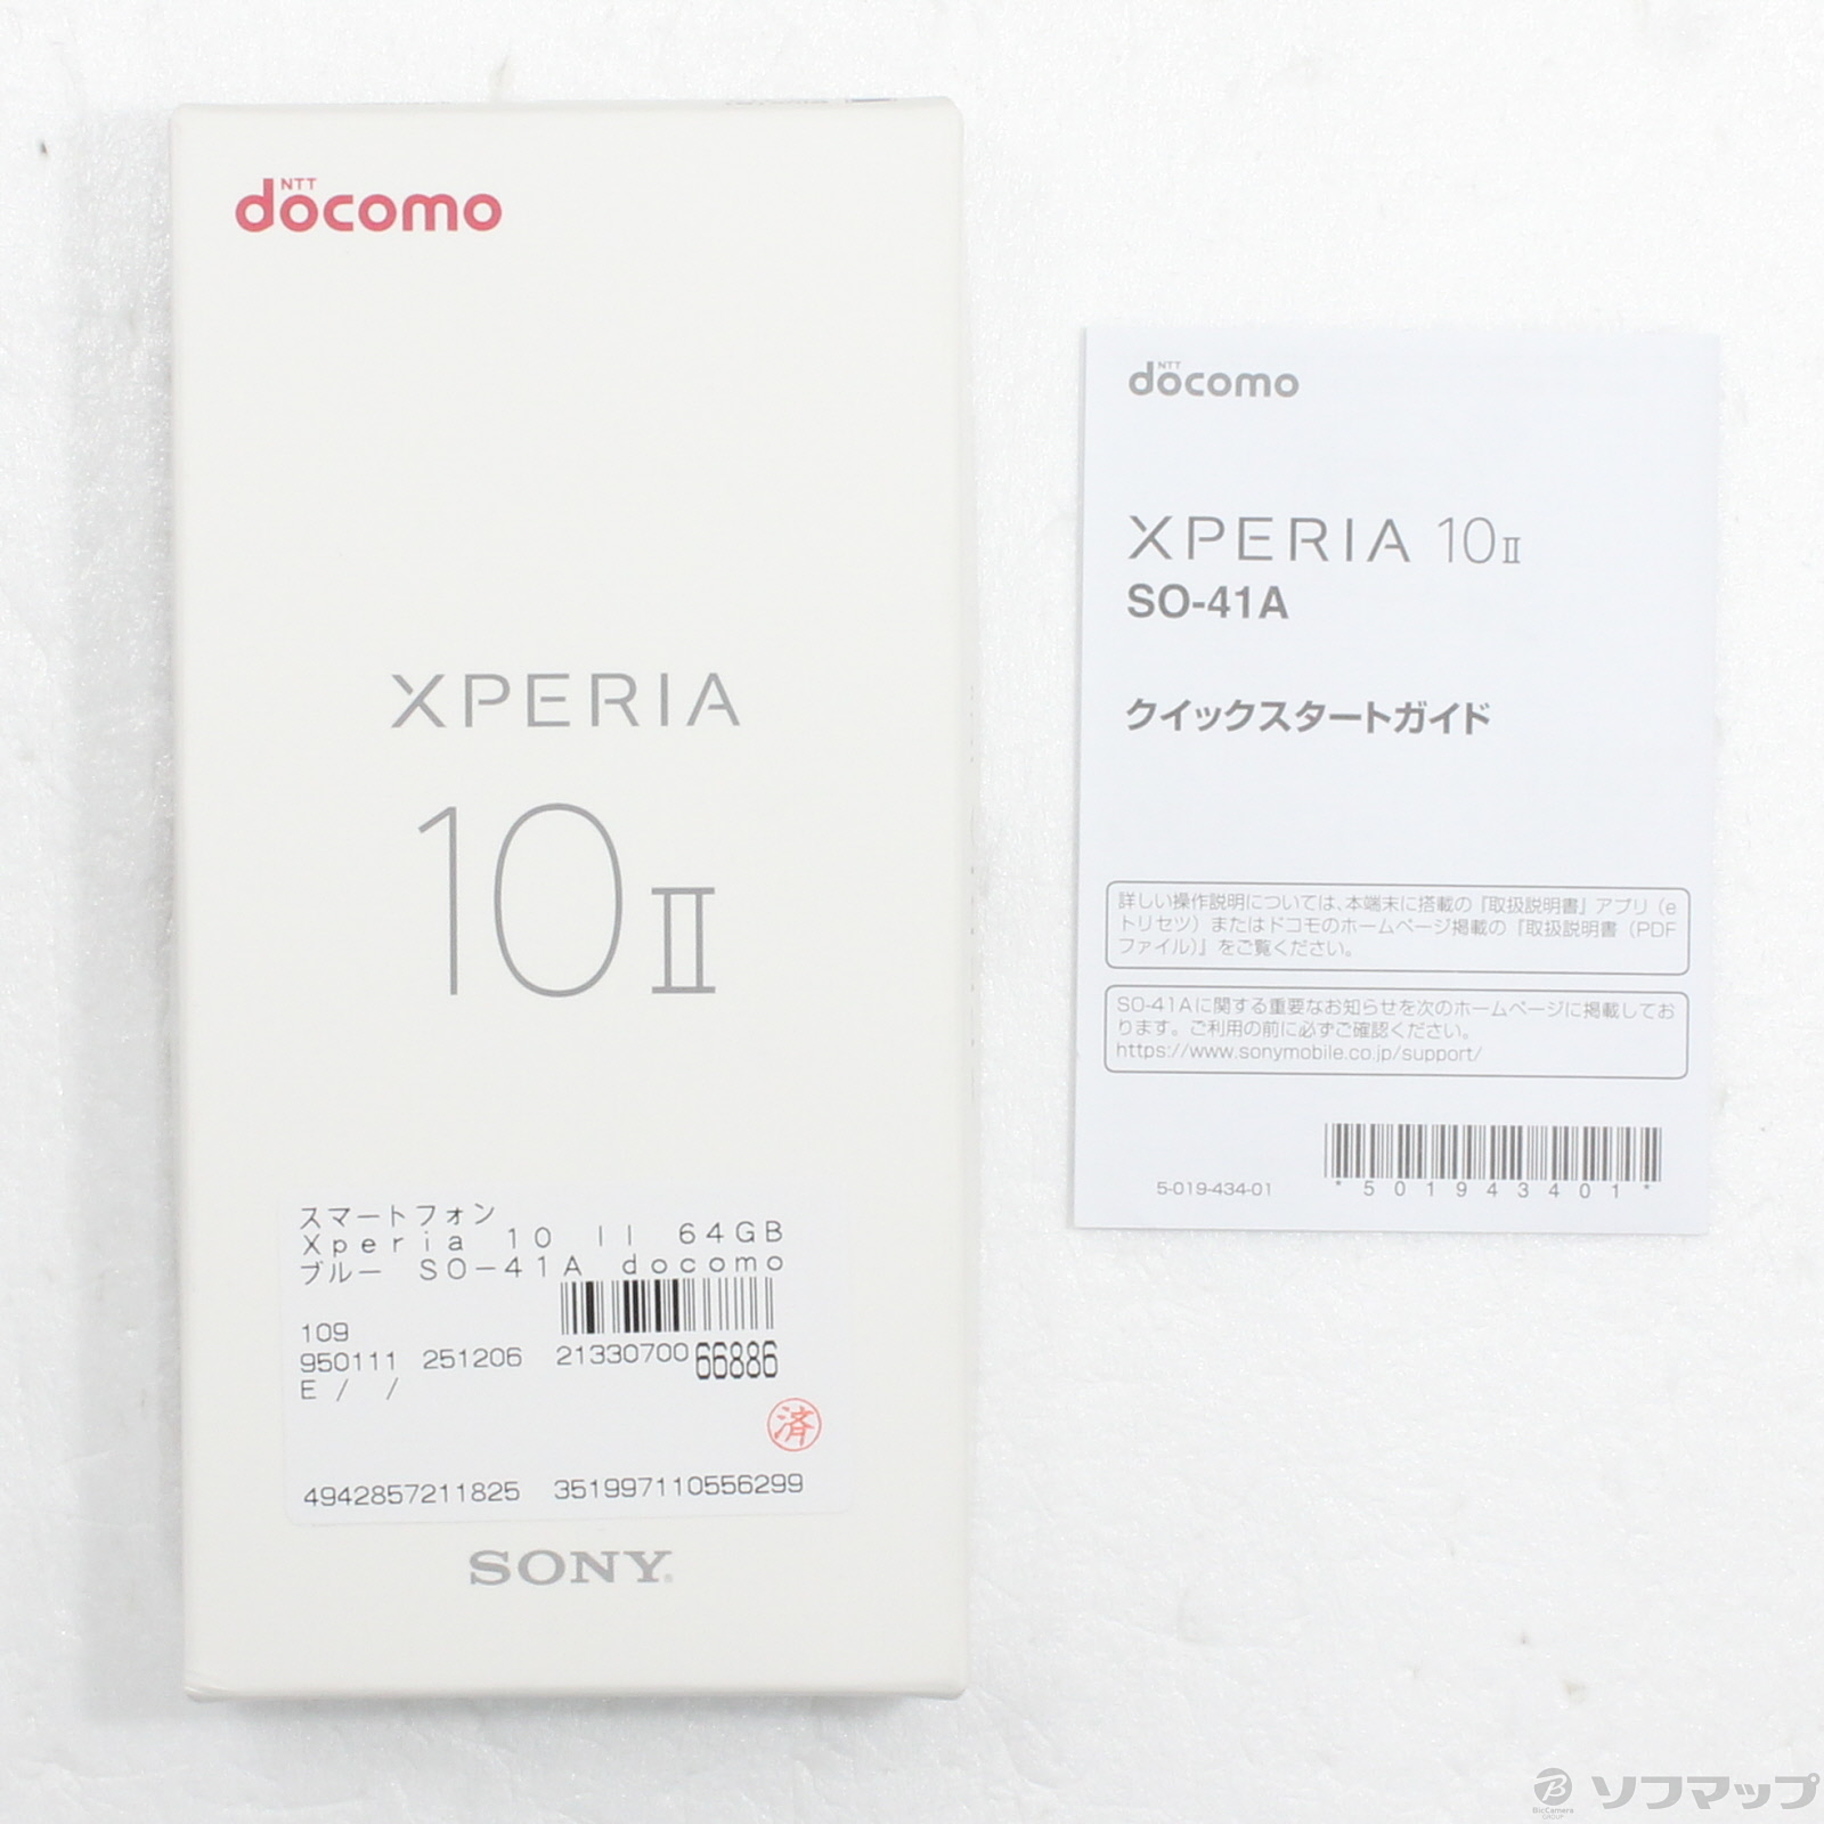 NTT
docomo
XPERIA
10 II
スマートフォン
Xperia 10 II 64GB
ブルー SO-41A docomo
109
950111 251206 2133070066886
E / /
済
4942857211825 351997110556299
SONY
NTT
docomo
XPERIA 10 II
SO-41A
クイックスタートガイド
詳しい操作説明については、本端末に搭載の『取扱説明書』アプリ（e
トリセツ）またはドコモのホームページ掲載の『取扱説明書（PDF
ファイル）』をご覧ください。
SO-41Aに関する重要なお知らせを次のホームページに掲載してお
ります。ご利用の前に必ずご確認ください。
https://www.sonymobile.co.jp/support/
5-019-434-01
*501943401*
BicCamera
GROUP
ソフマップ